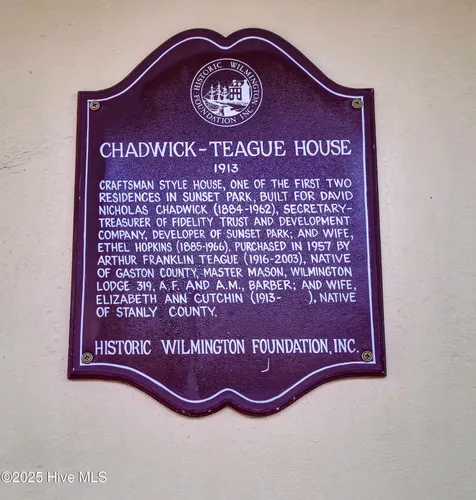 HISTORIC WILMINGTON
FOUNDATION INC.
CHADWICK-TEAGUE HOUSE
1913
CRAFTSMAN STYLE HOUSE, ONE OF THE FIRST TWO
RESIDENCES IN SUNSET PARK, BUILT FOR DAVID
NICHOLAS CHADWICK (1884-1962), SECRETARY-
TREASURER OF FIDELITY TRUST AND DEVELOPMENT
COMPANY, DEVELOPER OF SUNSET PARK; AND WIFE,
ETHEL HOPKINS (1885-1966). PURCHASED IN 1957 BY
ARTHUR FRANKLIN TEAGUE (1916-2003), NATIVE
OF GASTON COUNTY, MASTER MASON, WILMINGTON
LODGE 319, A.F. AND A.M., BARBER; AND WIFE,
ELIZABETH ANN CUTCHIN (1913-    ), NATIVE
OF STANLY COUNTY.
HISTORIC WILMINGTON FOUNDATION, INC.
©2025 Hive MLS